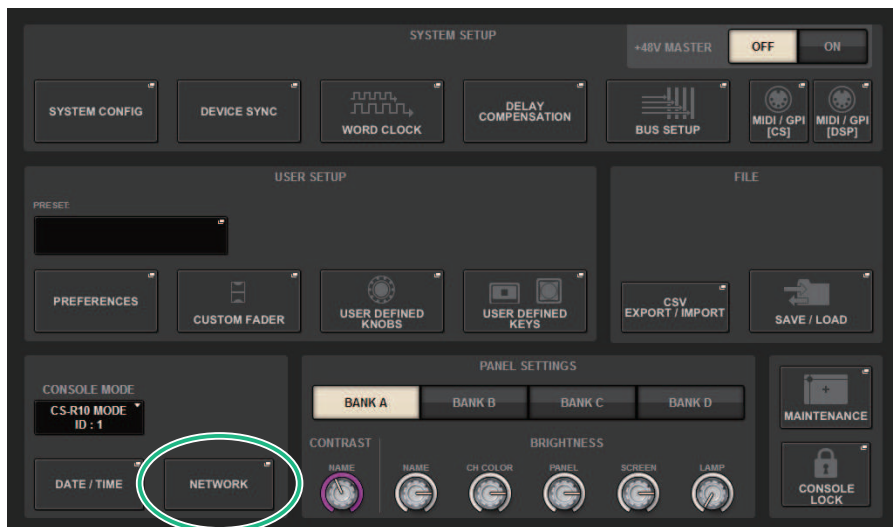 SYSTEM SETUP
+48V MASTER
OFF
ON
SYSTEM CONFIG
DEVICE SYNC
WORD CLOCK
DELAY
COMPENSATION
BUS SETUP
MIDI / GPI
[CS]
MIDI / GPI
[DSP]
USER SETUP
PRESET
PREFERENCES
CUSTOM FADER
USER DEFINED
KNOBS
USER DEFINED
KEYS
FILE
CSV
EXPORT / IMPORT
SAVE / LOAD
CONSOLE MODE
CS-R10 MODE
ID : 1
DATE / TIME
NETWORK
PANEL SETTINGS
BANK A
BANK B
BANK C
BANK D
CONTRAST
BRIGHTNESS
NAME
NAME
CH COLOR
PANEL
SCREEN
LAMP
MAINTENANCE
CONSOLE
LOCK